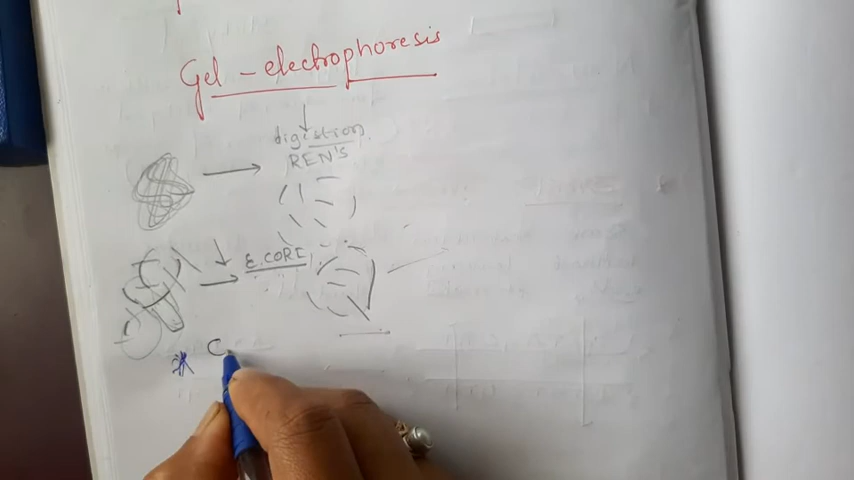 Gel - electrophoresis
digestion
REN'S
E.CORI
C